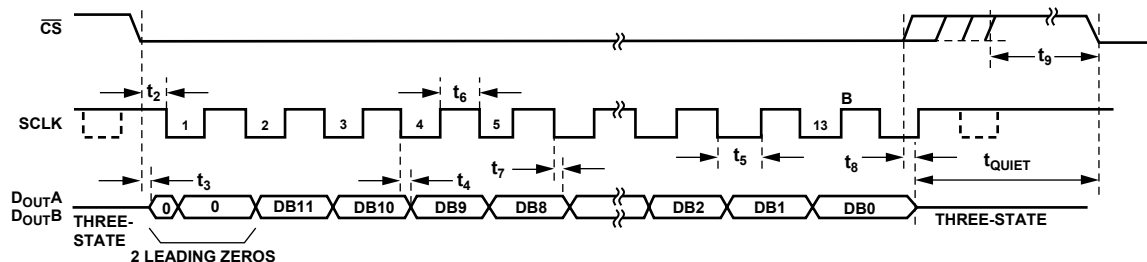 CS
t9
t2
t6
B
SCLK
1
2
3
4
5
13
t5
t8
tQUIET
t3
t4
t7
DOUTA
DOUTB
0
0
DB11
DB10
DB9
DB8
DB2
DB1
DB0
THREE-
STATE
THREE-STATE
2 LEADING ZEROS